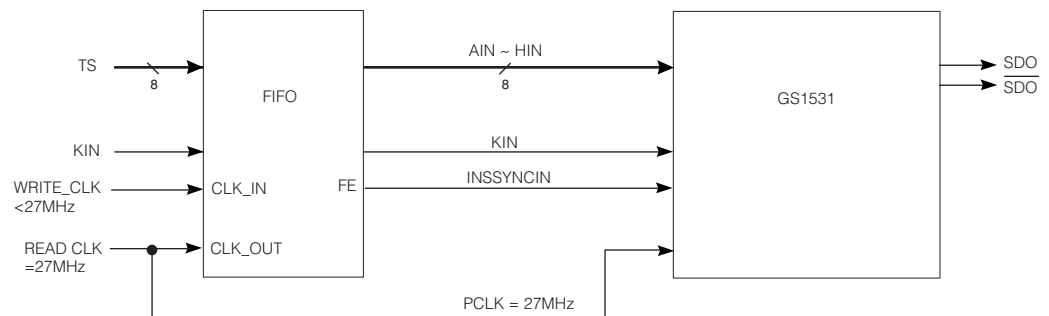 TS
8
KIN
WRITE_CLK
<27MHz
READ CLK
=27MHz
FIFO
CLK_IN
FE
CLK_OUT
AIN ~ HIN
8
KIN
INSSYNCIN
PCLK = 27MHz
GS1531
SDO
SDO